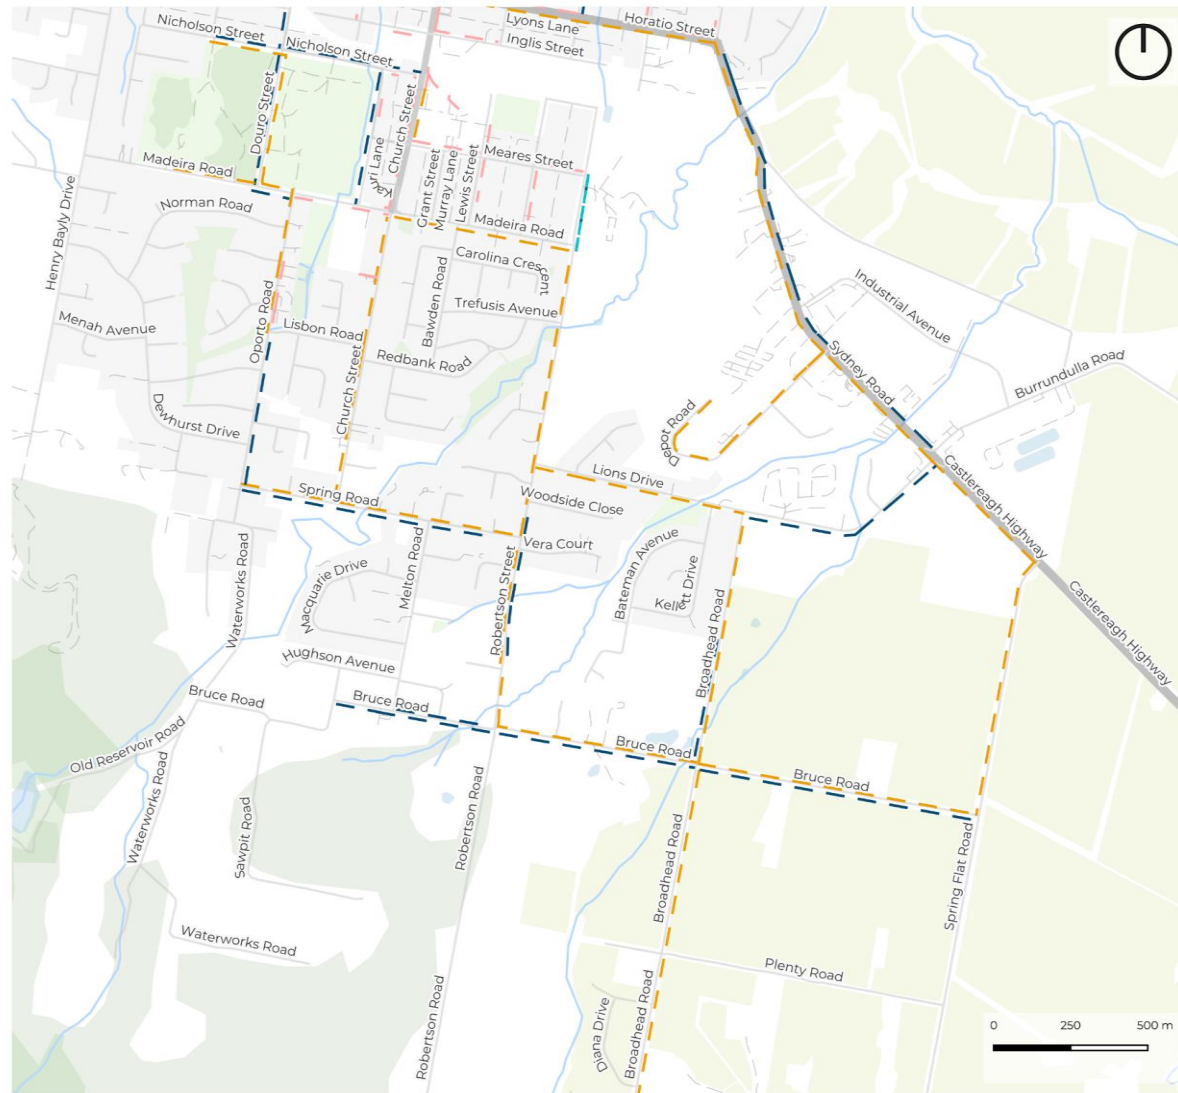 Lyons Lane
Horatio Street
Nicholson Street
Nicholson Street
Inglis Street
Douro Street
Church Street
Kauri Lane
Madeira Road
Meares Street
Grant Street
Murray Lane
Lewis Street
Henry Bayly Drive
Norman Road
Madeira Road
Carolina Crescent
Industrial Avenue
Bawden Road
Trefusis Avenue
Oporto Road
Menah Avenue
Lisbon Road
Redbank Road
Church Street
Sydney Road
Burrundulla Road
Dewhurst Drive
Depot Road
Lions Drive
Castlereagh Highway
Spring Road
Woodside Close
Vera Court
Waterworks Road
Macquarie Drive
Melton Road
Robertson Street
Bateman Avenue
Kellett Drive
Broadhead Road
Castlereagh Highway
Hughson Avenue
Bruce Road
Bruce Road
Old Reservoir Road
Bruce Road
Bruce Road
Waterworks Road
Sawpit Road
Robertson Road
Broadhead Road
Spring Flat Road
Waterworks Road
Plenty Road
Robertson Road
Diana Drive
Broadhead Road
0 250 500 m